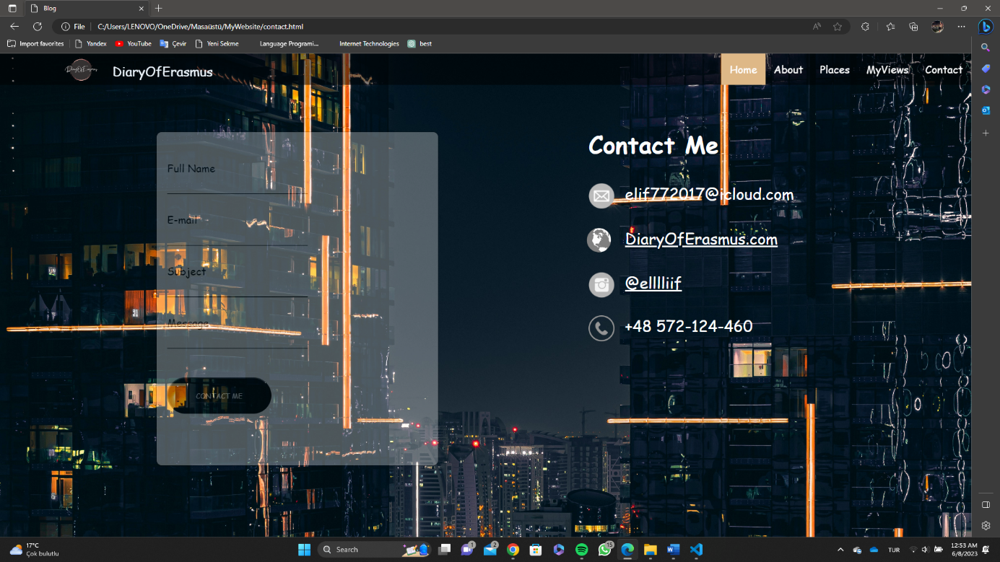 Blog
File
C:/Users/LENOVO/OneDrive/Masaüstü/MyWebsite/contact.html
Import favorites Yandex YouTube Çevir Yeni Sekme Language Programi... Internet Technologies best
DiaryOfErasmus DiaryOfErasmus Home About Places MyViews Contact
Contact Me
Full Name
elif772017@icloud.com
E-mail
DiaryOfErasmus.com
Subject
@elllliif
Message
+48 572-124-460
CONTACT ME
17°C
Çok bulutlu
Search
1
2
15
TUR
12:53 AM
6/8/2023